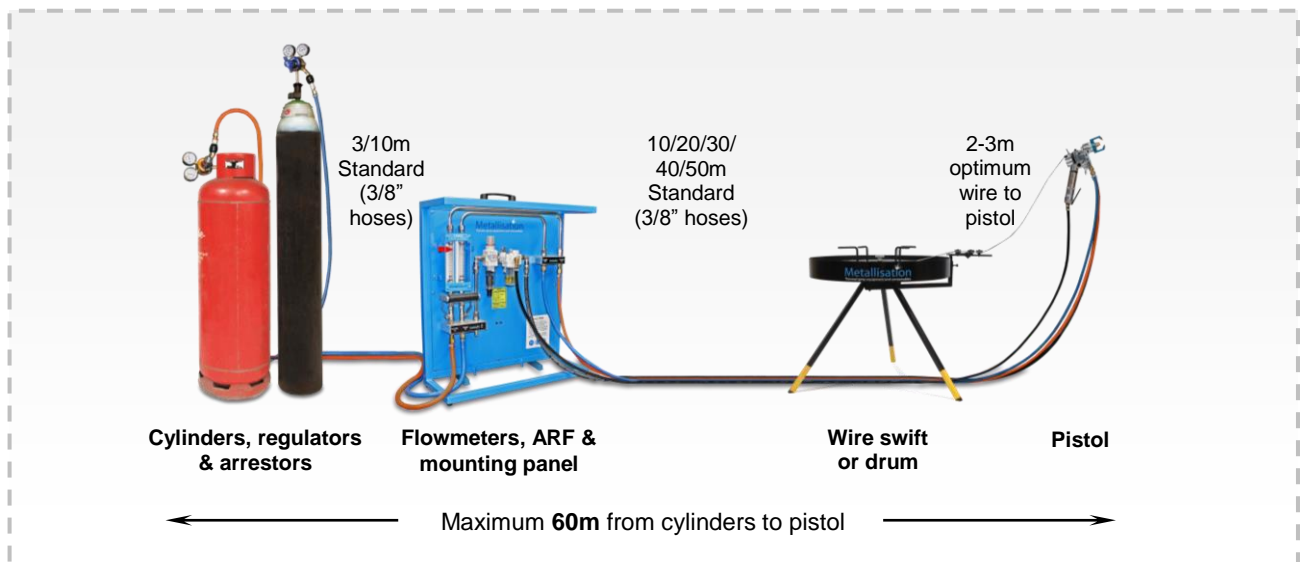 3/10m
Standard
(3/8”
hoses)
10/20/30/
40/50m
Standard
(3/8” hoses)
2-3m
optimum
wire to
pistol
Metallisation
Metallisation
Cylinders, regulators
& arrestors
Flowmeters, ARF &
mounting panel
Wire swift
or drum
Pistol
Maximum 60m from cylinders to pistol